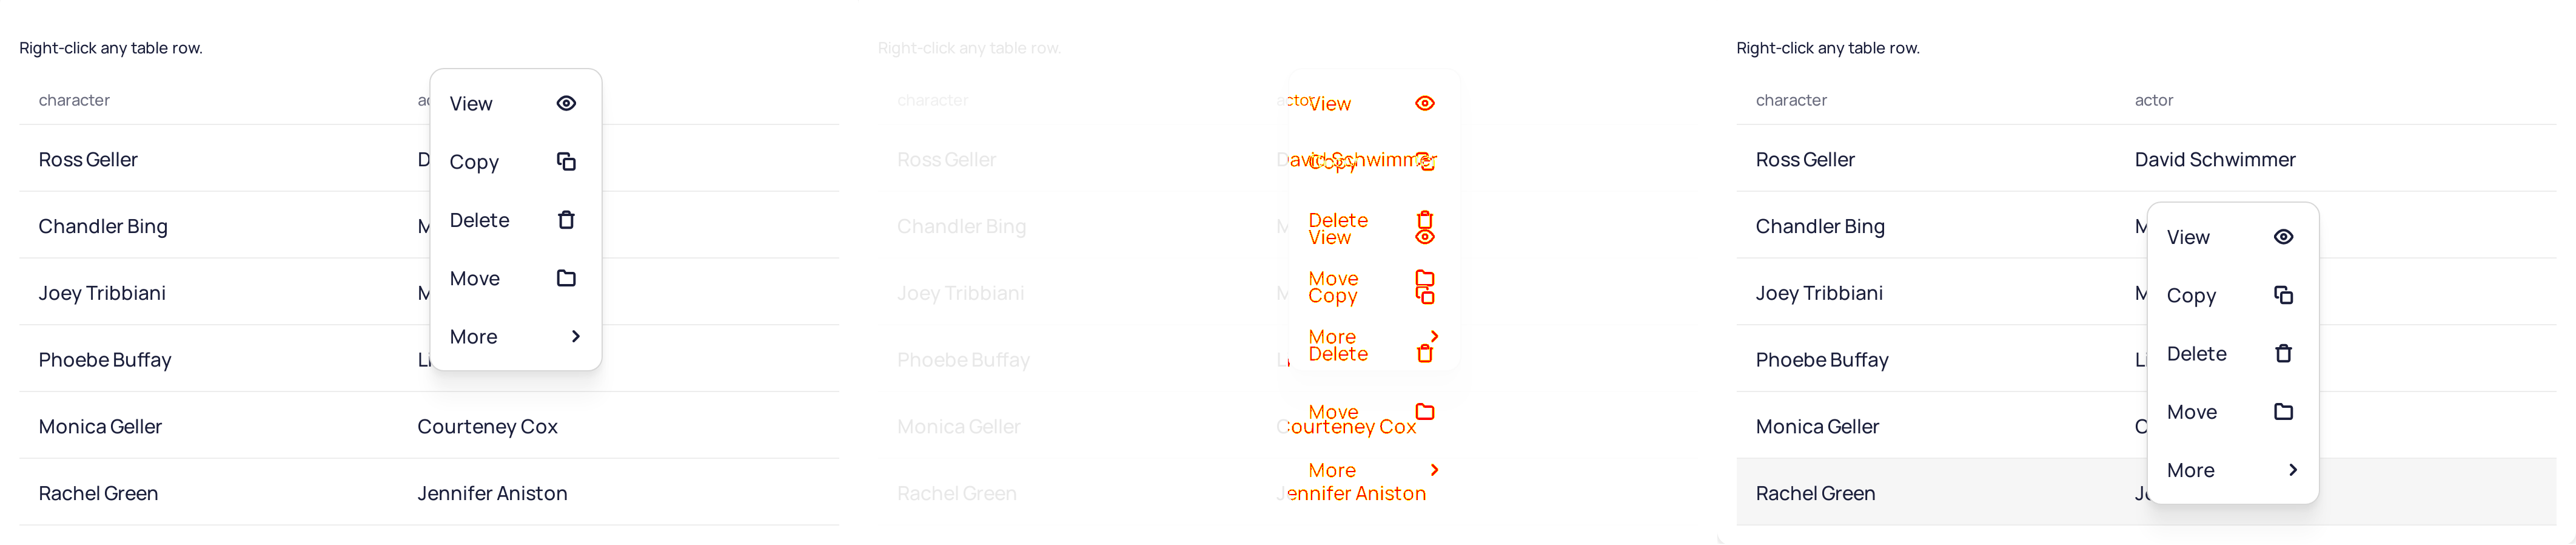 Right-click any table row.
character
View
Ross Geller
D
Copy
Chandler Bing
M
Delete
Joey Tribbiani
M
Move
Phoebe Buffay
Li
More
Monica Geller
Courteney Cox
Rachel Green
Jennifer Aniston
Right-click any table row.
character
actor
View
Ross Geller
David Schwimmer
Copy
Chandler Bing
M
Delete
View
Joey Tribbiani
M
Move
Copy
Phoebe Buffay
L
More
Delete
Monica Geller
Move
Courteney Cox
More
Rachel Green
Jennifer Aniston
Right-click any table row.
character
actor
Ross Geller
David Schwimmer
Chandler Bing
M
View
Joey Tribbiani
M
Copy
Phoebe Buffay
Li
Delete
Monica Geller
C
Move
Rachel Green
Je
More